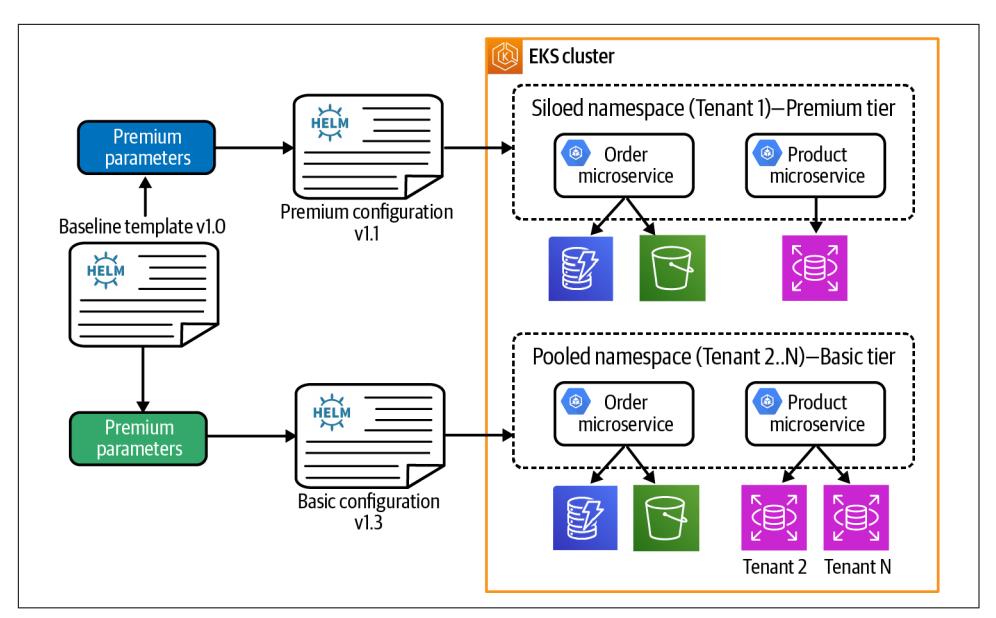 EKS cluster
Siloed namespace (Tenant 1)—Premium tier
HELM
Premium
parameters
Order
microservice
Product
microservice
Premium configuration
v1.1
Baseline template v1.0
HELM
Pooled namespace (Tenant 2..N)—Basic tier
HELM
Order
microservice
Product
microservice
Premium
parameters
Basic configuration
v1.3
Tenant 2
Tenant N